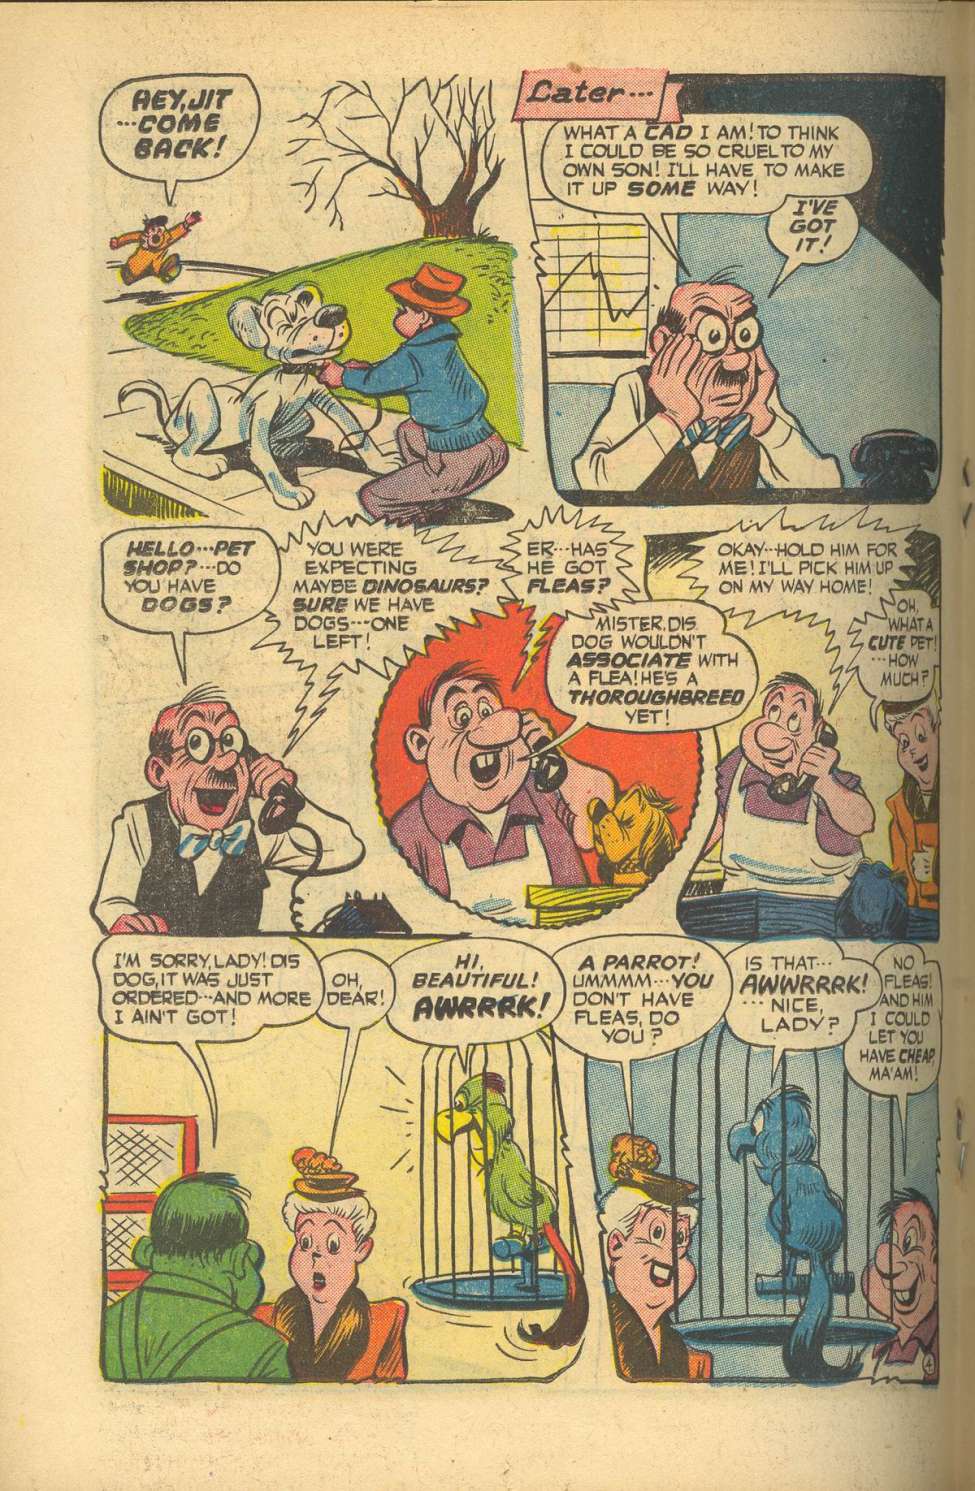 HEY, JIT
...COME
BACK!
Later...
WHAT A CAD I AM! TO THINK
I COULD BE SO CRUEL TO MY
OWN SON! I'LL HAVE TO MAKE
IT UP SOME WAY!
I'VE
GOT
IT!
HELLO...PET
SHOP?...DO
YOU HAVE
DOGS?
YOU WERE
EXPECTING
MAYBE DINOSAURS?
SURE WE HAVE
DOGS...ONE
LEFT!
ER...HAS
HE GOT
FLEAS?
MISTER, DIS
DOG WOULDN'T
ASSOCIATE WITH
A FLEA! HE'S A
THOROUGHBREED
YET!
OKAY...HOLD HIM FOR
ME! I'LL PICK HIM UP
ON MY WAY HOME!
OH,
WHAT A
CUTE PET!
...HOW
MUCH?
I'M SORRY, LADY! DIS
DOG, IT WAS JUST
ORDERED...AND MORE
I AIN'T GOT!
OH,
DEAR!
HI,
BEAUTIFUL!
AWRRRK!
A PARROT!
UMMMM...YOU
DON'T HAVE
FLEAS, DO
YOU?
IS THAT...
AWWRRRK!
...NICE,
LADY?
NO
FLEAS!
AND HIM
I COULD
LET YOU
HAVE CHEAP,
MA'AM!
4